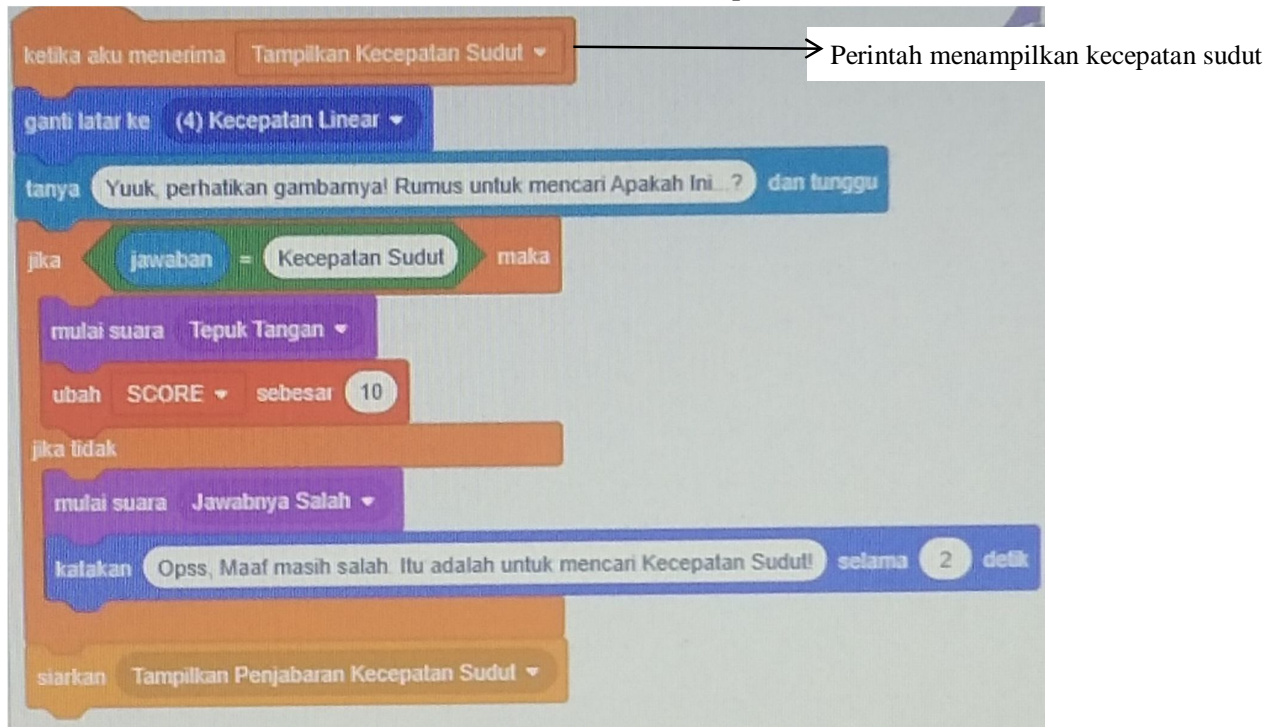 ketika aku menerima Tampilkan Kecepatan Sudut
Perintah menampilkan kecepatan sudut
ganti latar ke (4) Kecepatan Linear
tanya Yuuk, perhatikan gambarnya! Rumus untuk mencari Apakah Ini...? dan tunggu
jika jawaban = Kecepatan Sudut maka
mulai suara Tepuk Tangan
ubah SCORE sebesar 10
jika tidak
mulai suara Jawabnya Salah
katakan Opss, Maaf masih salah. Itu adalah untuk mencari Kecepatan Sudut! selama 2 detik
siarkan Tampilkan Penjabaran Kecepatan Sudut